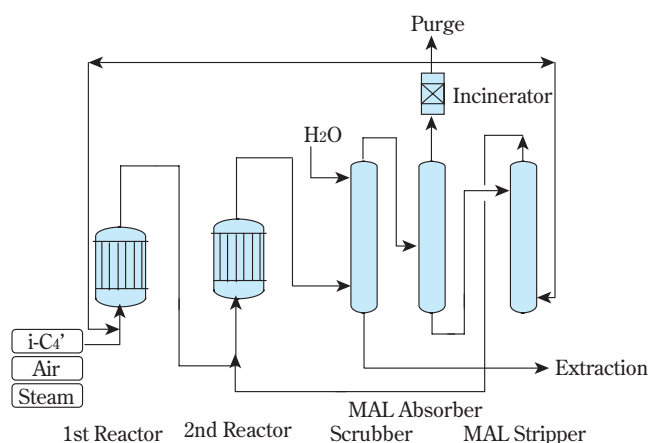 Purge
Incinerator
H2O
i-C4'
Air
Steam
Extraction
MAL Absorber
1st Reactor 2nd Reactor Scrubber MAL Stripper